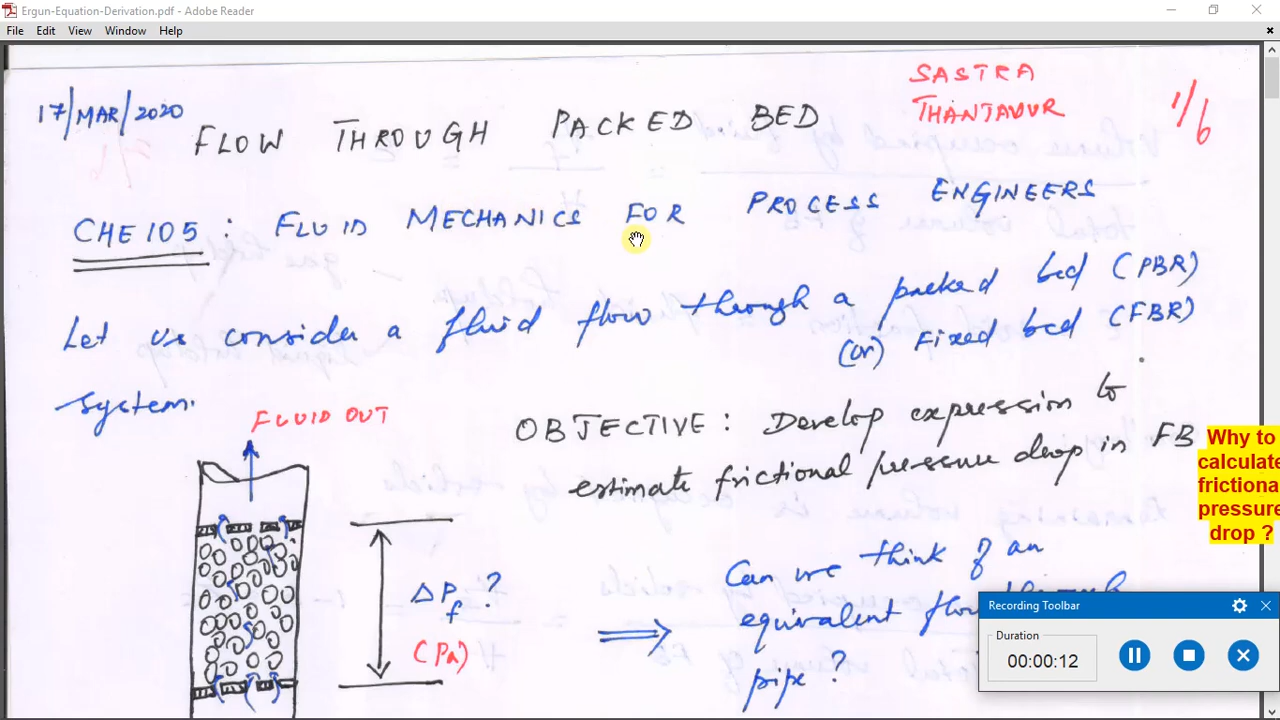 Ergun-Equation-Derivation.pdf - Adobe Reader
File Edit View Window Help
17/MAR/2020
SASTRA
THANJAVUR
1/6
FLOW THROUGH PACKED BED
CHE105 : FLUID MECHANICS FOR PROCESS ENGINEERS
Let us consider a fluid flow through a packed bed (PBR)
(or) Fixed bed (FBR)
system.
FLUID OUT
OBJECTIVE : Develop expression to
estimate frictional pressure drop in FB
Why to
calculate
frictiona
pressure
drop ?
ΔPf ?
(Pa)
Can we think of an
equivalent flow through
pipe ?
Recording Toolbar
Duration
00:00:12